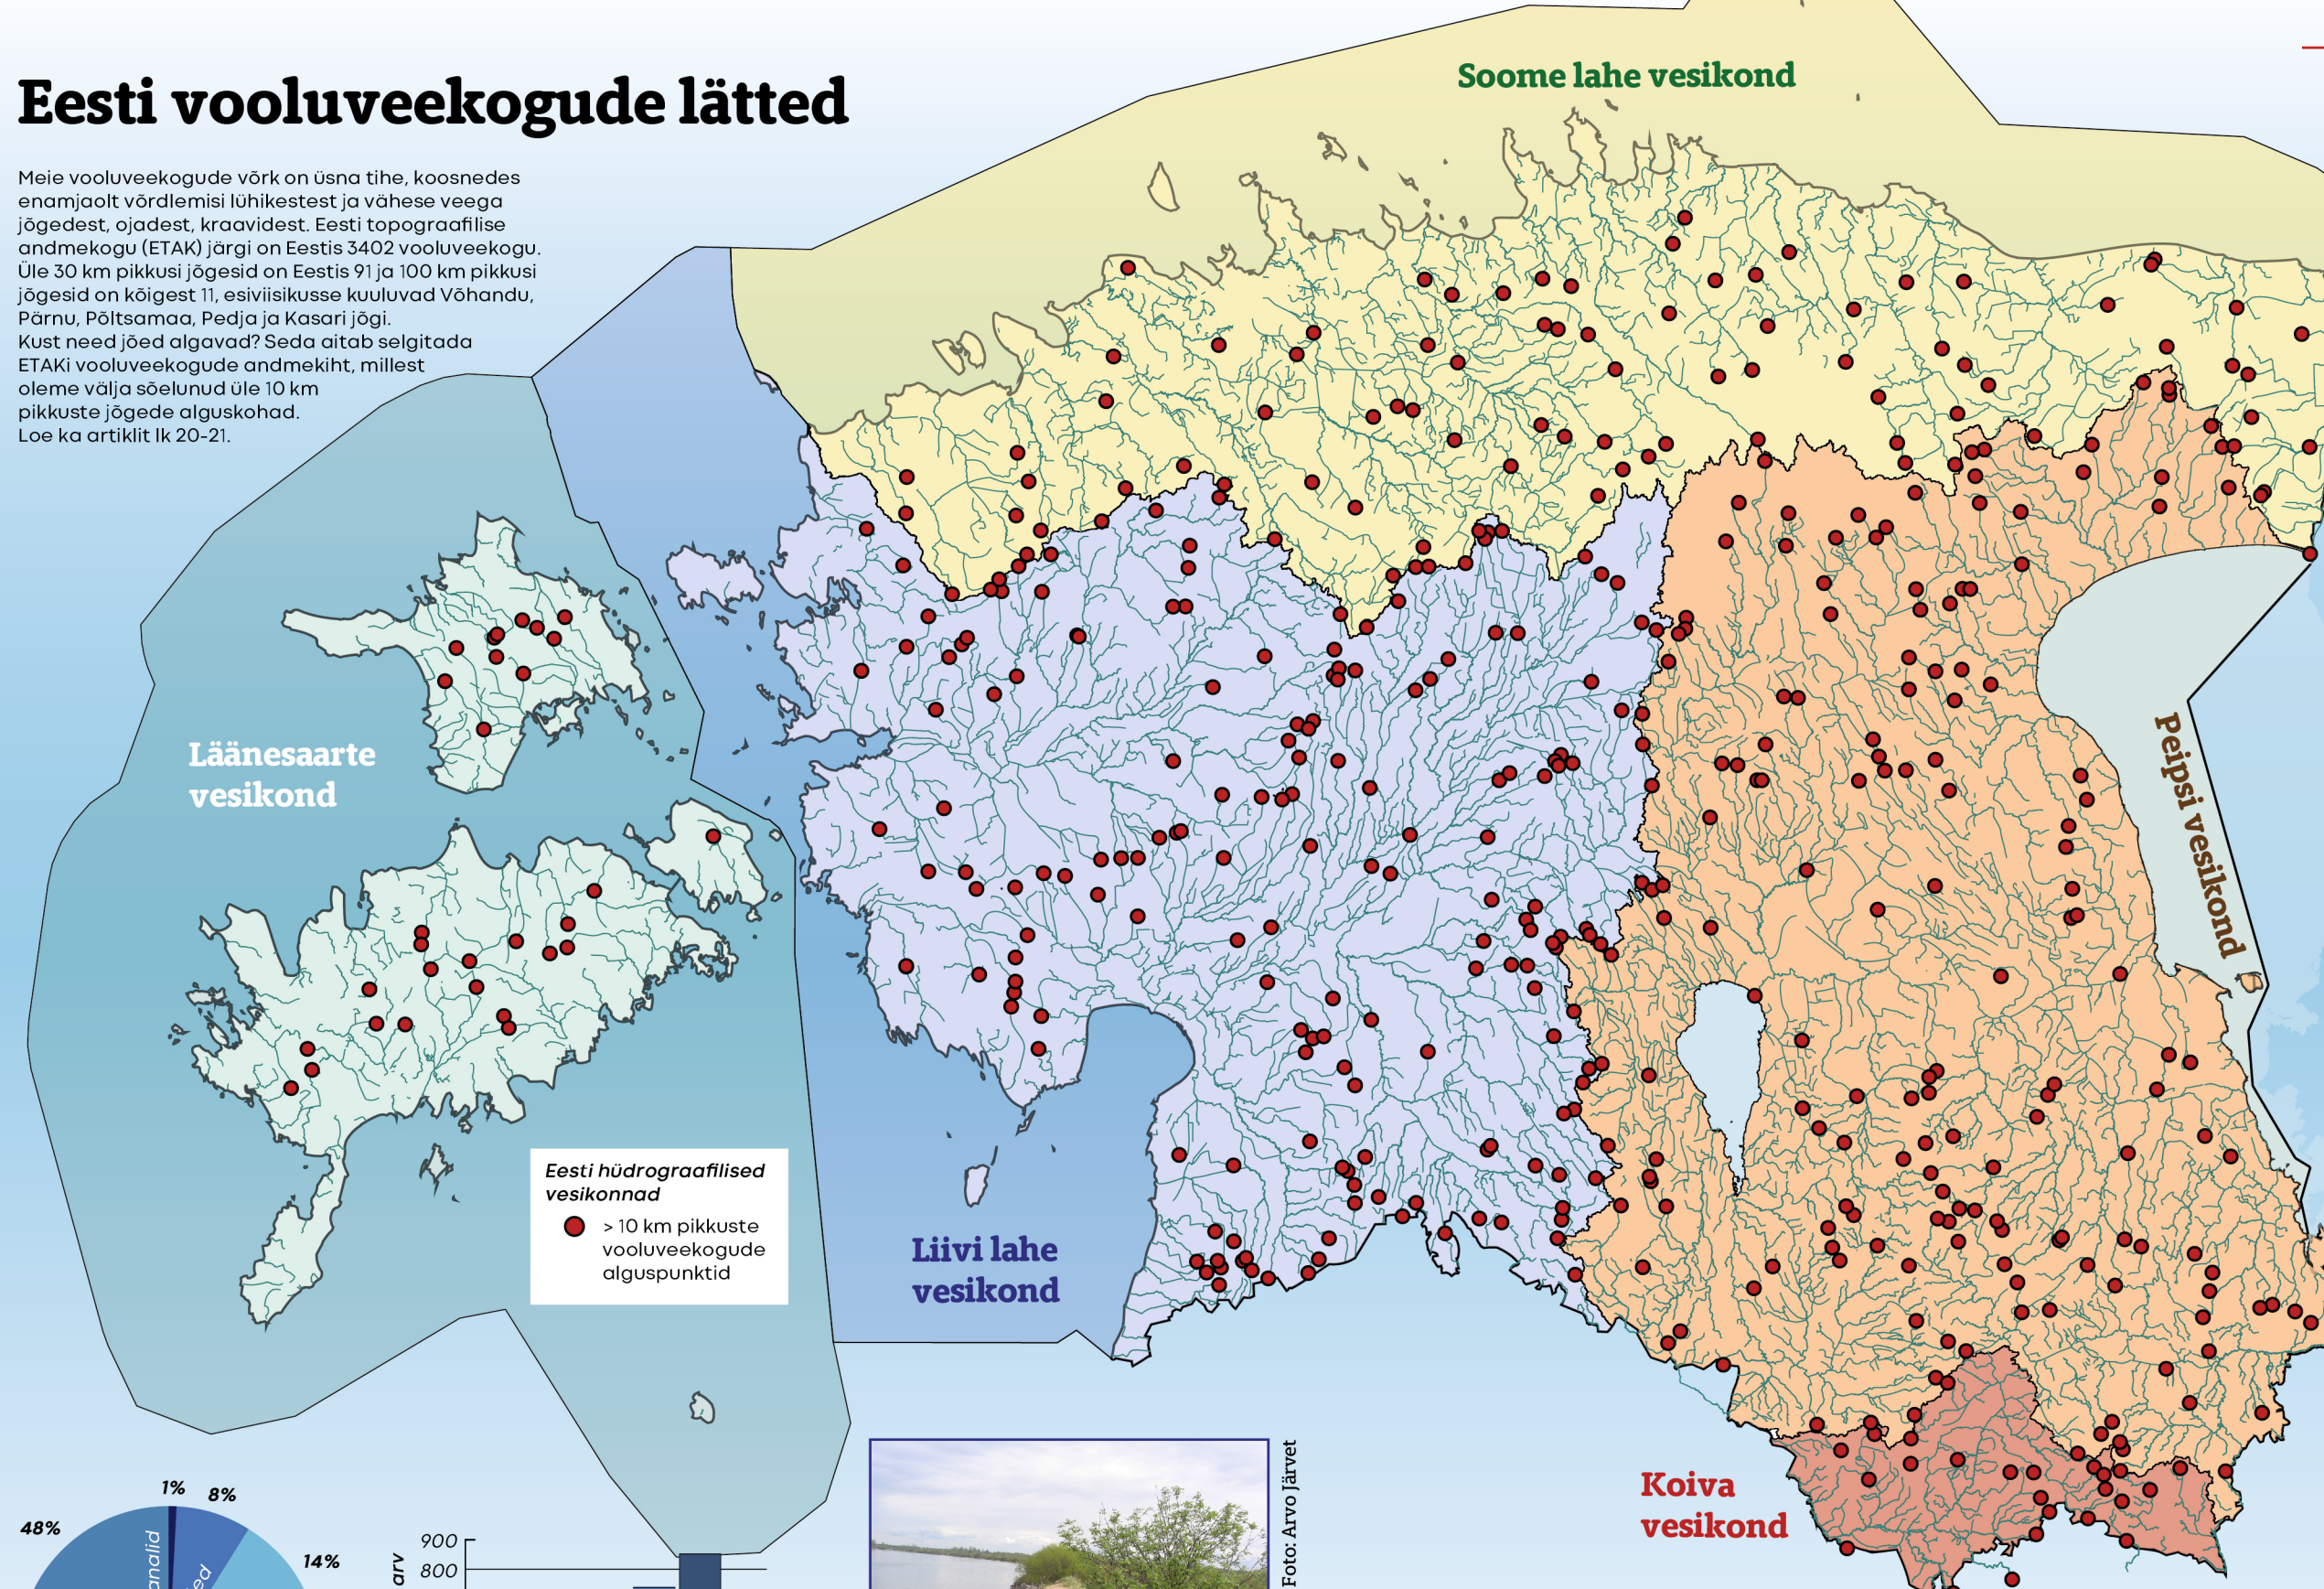 Eesti vooluveekogude lätted
Meie vooluveekogude võrk on üsna tihe, koosnedes
enamjaolt võrdlemisi lühikestest ja vähese veega
jõgedest, ojadest, kraavidest. Eesti topograafilise
andmekogu (ETAK) järgi on Eestis 3402 vooluveekogu.
Üle 30 km pikkusi jõgesid on Eestis 91 ja 100 km pikkusi
jõgesid on kõigest 11, esiviisikusse kuuluvad Võhandu,
Pärnu, Põltsamaa, Pedja ja Kasari jõgi.
Kust need jõed algavad? Seda aitab selgitada
ETAKi vooluveekogude andmekiht, millest
oleme välja sõelunud üle 10 km
pikkuste jõgede alguskohad.
Loe ka artiklit lk 20-21.
Soome lahe vesikond
Läänesaarte
vesikond
Peipsi vesikond
Eesti hüdrograafilised
vesikonnad
> 10 km pikkuste
vooluveekogude
alguspunktid
Liivi lahe
vesikond
Koiva
vesikond
1%
8%
48%
14%
analid
ed
arv
900
800
Foto: Arvo Järvet